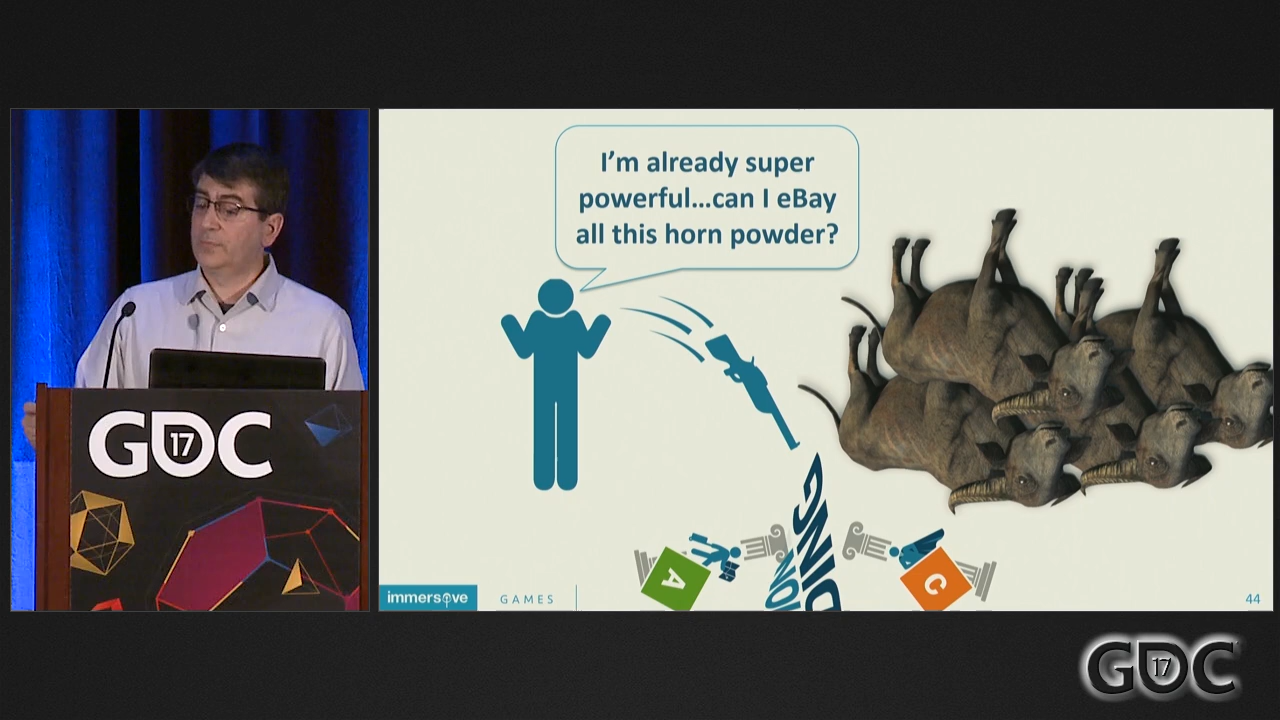 I'm already super
powerful...can I eBay
all this horn powder?
GDC
17
A
C
immersive
GAMES
44
GDC
17